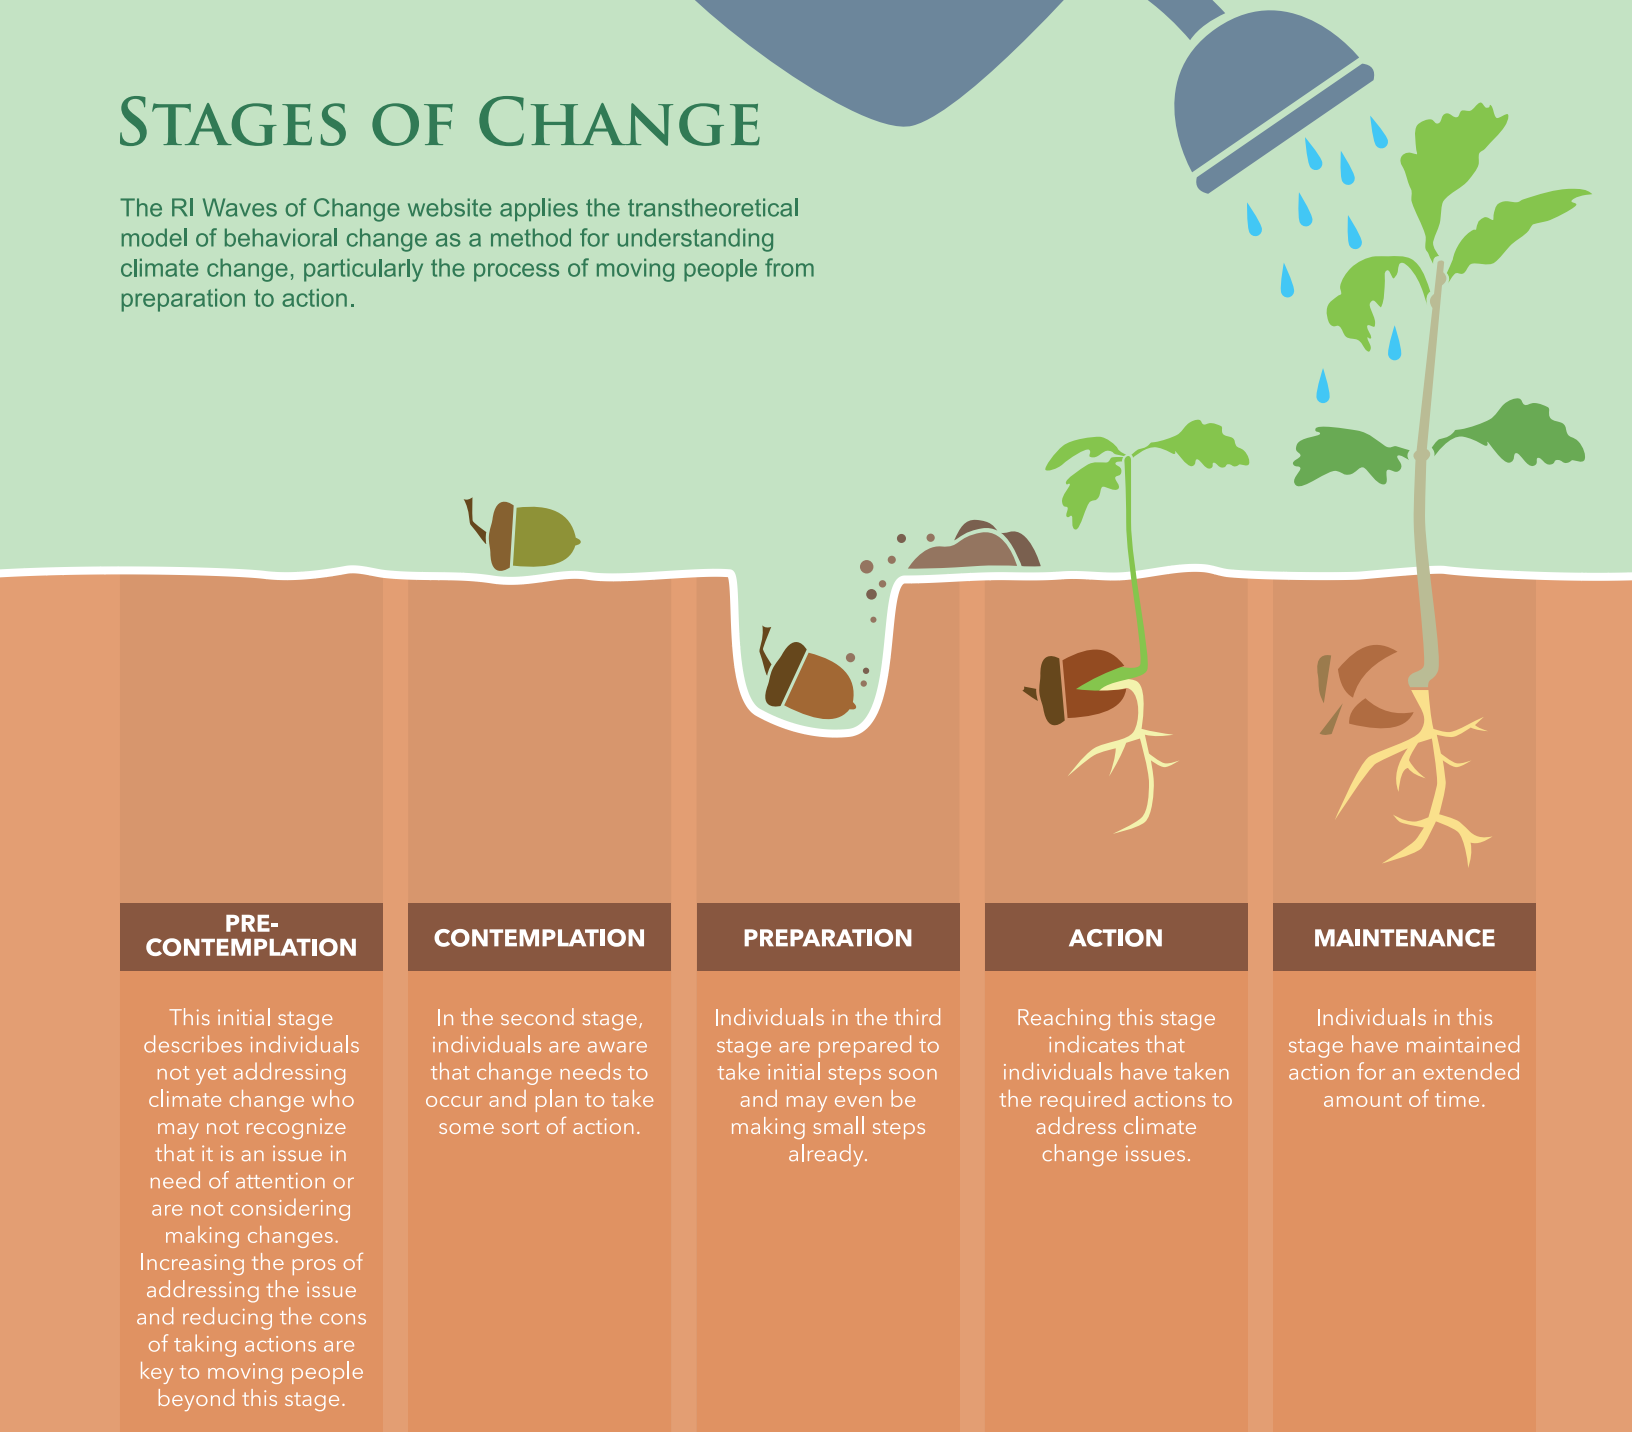 STAGES OF CHANGE
The RI Waves of Change website applies the transtheoretical
model of behavioral change as a method for understanding
climate change, particularly the process of moving people from
preparation to action.
PRE-
CONTEMPLATION
This initial stage
describes individuals
not yet addressing
climate change who
may not recognize
that it is an issue in
need of attention or
are not considering
making changes.
Increasing the pros of
addressing the issue
and reducing the cons
of taking actions are
key to moving people
beyond this stage.
CONTEMPLATION
In the second stage,
individuals are aware
that change needs to
occur and plan to take
some sort of action.
PREPARATION
Individuals in the third
stage are prepared to
take initial steps soon
and may even be
making small steps
already.
ACTION
Reaching this stage
indicates that
individuals have taken
the required actions to
address climate
change issues.
MAINTENANCE
Individuals in this
stage have maintained
action for an extended
amount of time.